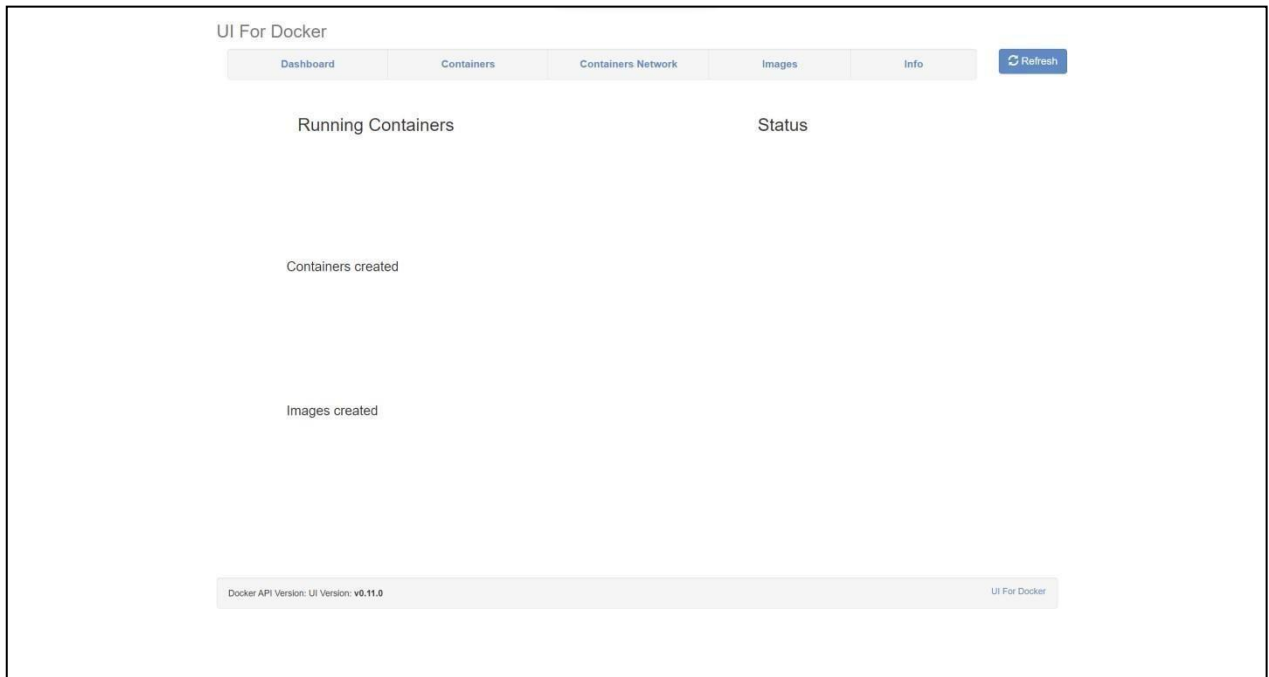 UI For Docker
Dashboard Containers Containers Network Images Info Refresh
Running Containers Status
Containers created
Images created
Docker API Version: UI Version: v0.11.0 UI For Docker